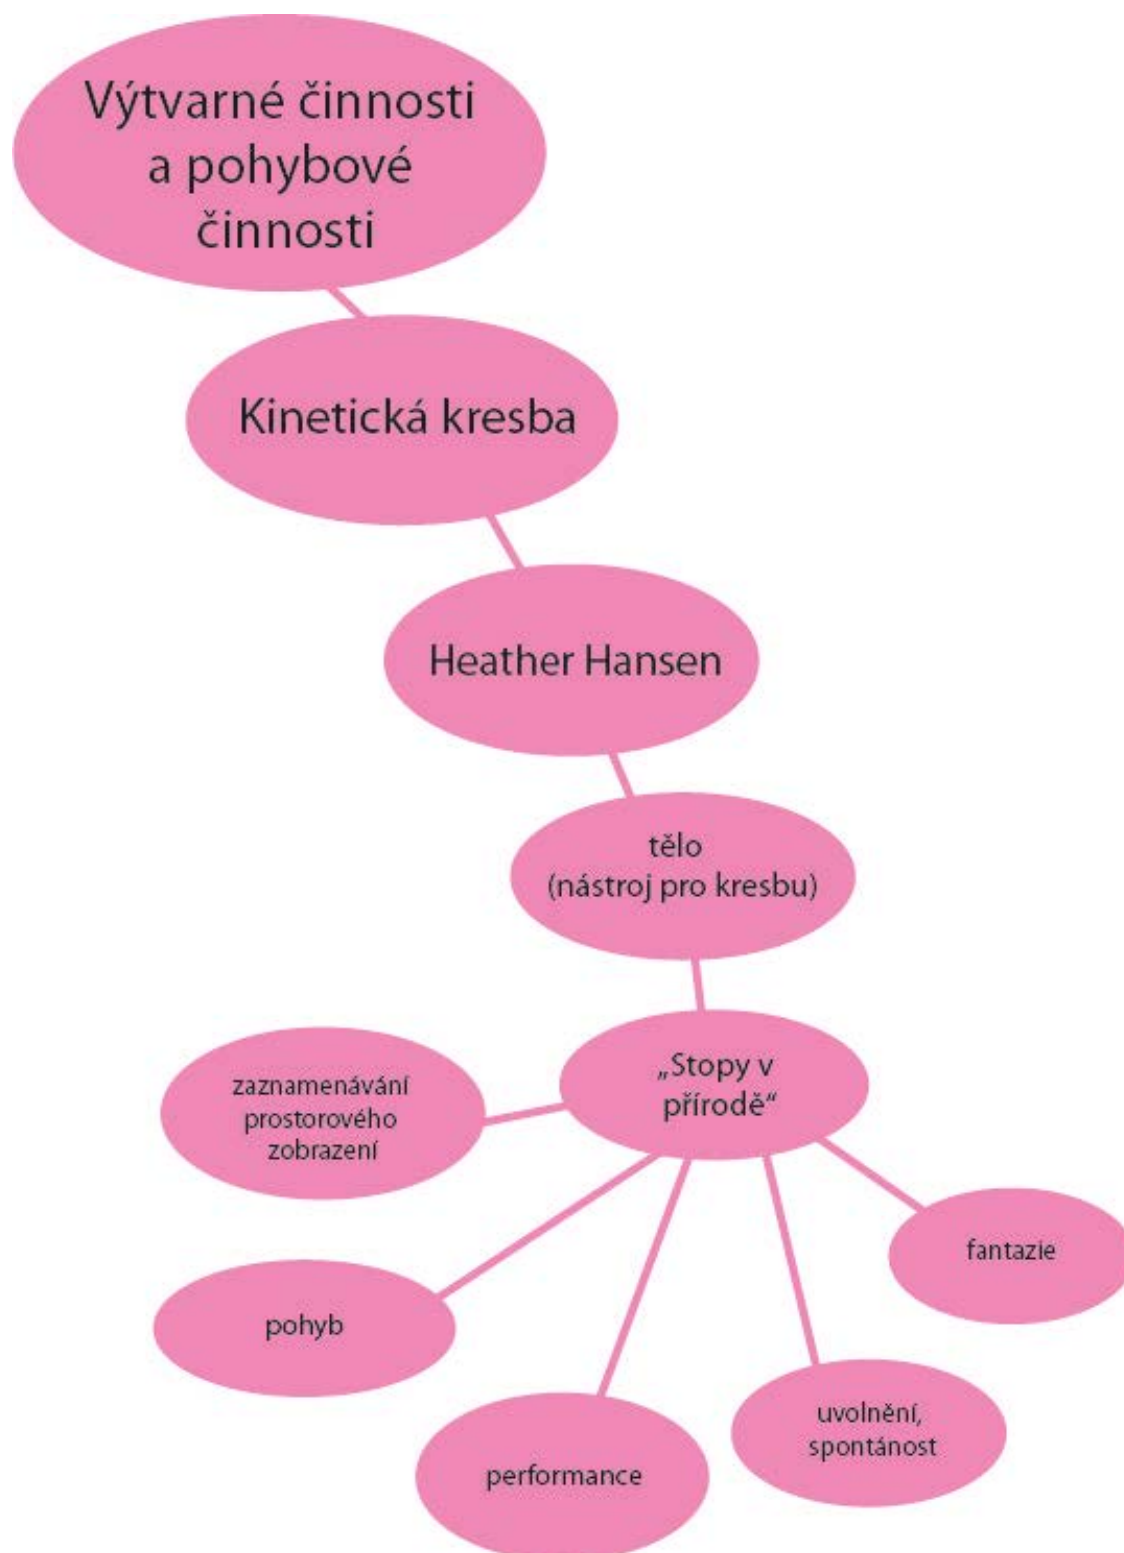 Výtvarné činnosti
a pohybové
činnosti
Kinetická kresba
Heather Hansen
tělo
(nástroj pro kresbu)
„Stopy v
přírodě“
zaznamenávání
prostorového
zobrazení
fantazie
pohyb
uvolnění,
spontánost
performance